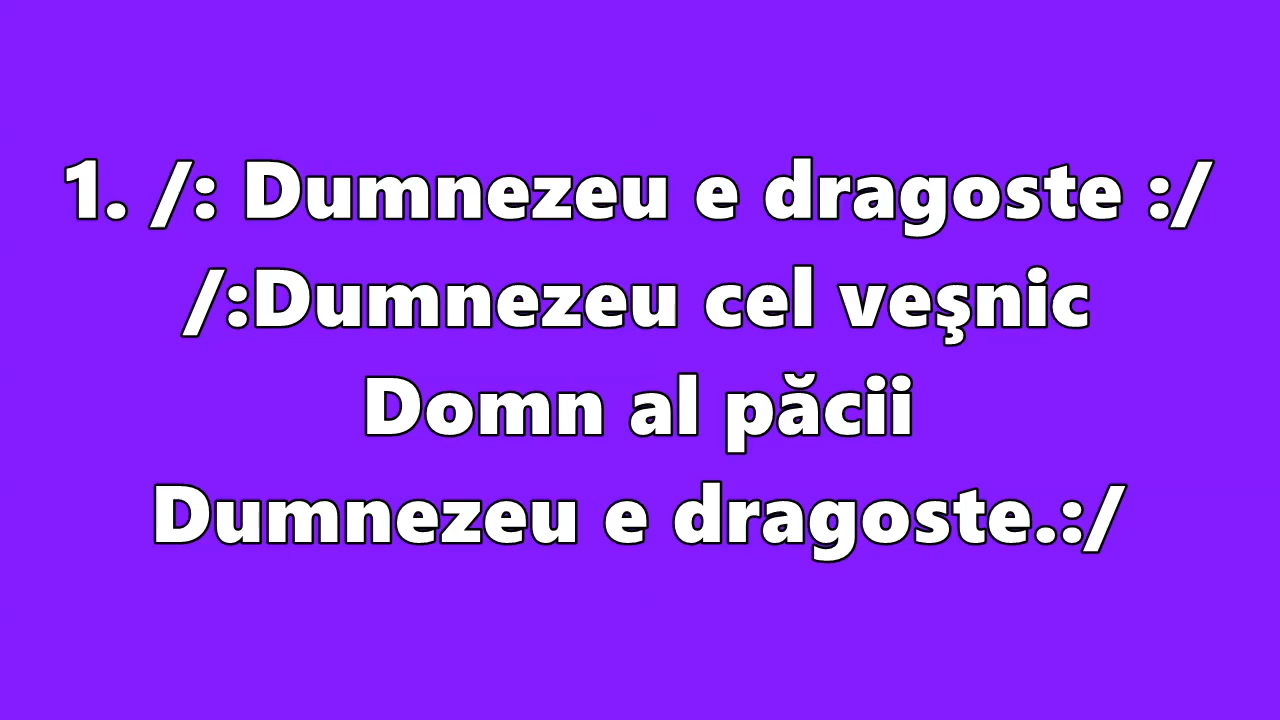 1. /: Dumnezeu e dragoste :/
/:Dumnezeu cel veşnic
Domn al păcii
Dumnezeu e dragoste.:/